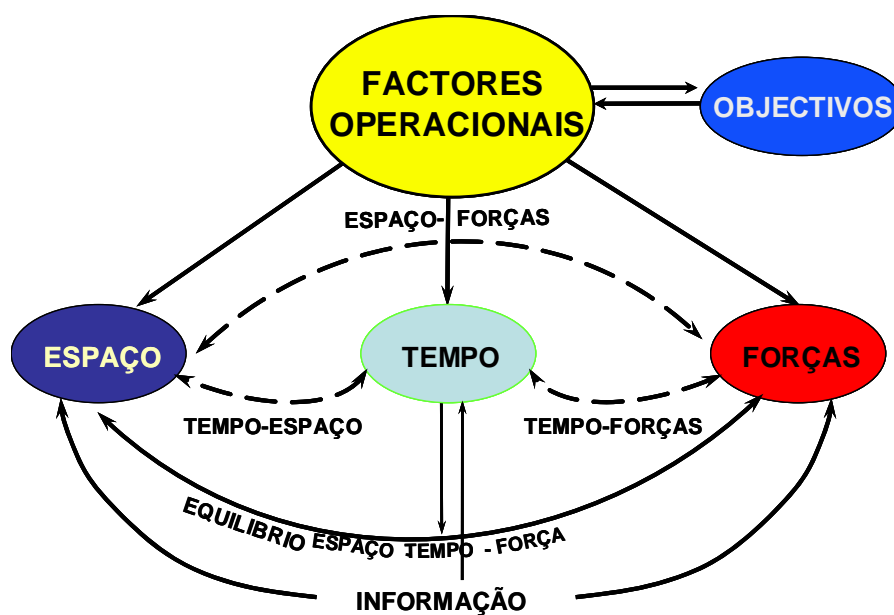 FACTORES
OPERACIONAIS
OBJECTIVOS
ESPAÇO- FORÇAS
ESPAÇO
TEMPO
FORÇAS
TEMPO-ESPAÇO
TEMPO-FORÇAS
EQUILIBRIO ESPAÇO -TEMPO - FORÇA
INFORMAÇÃO